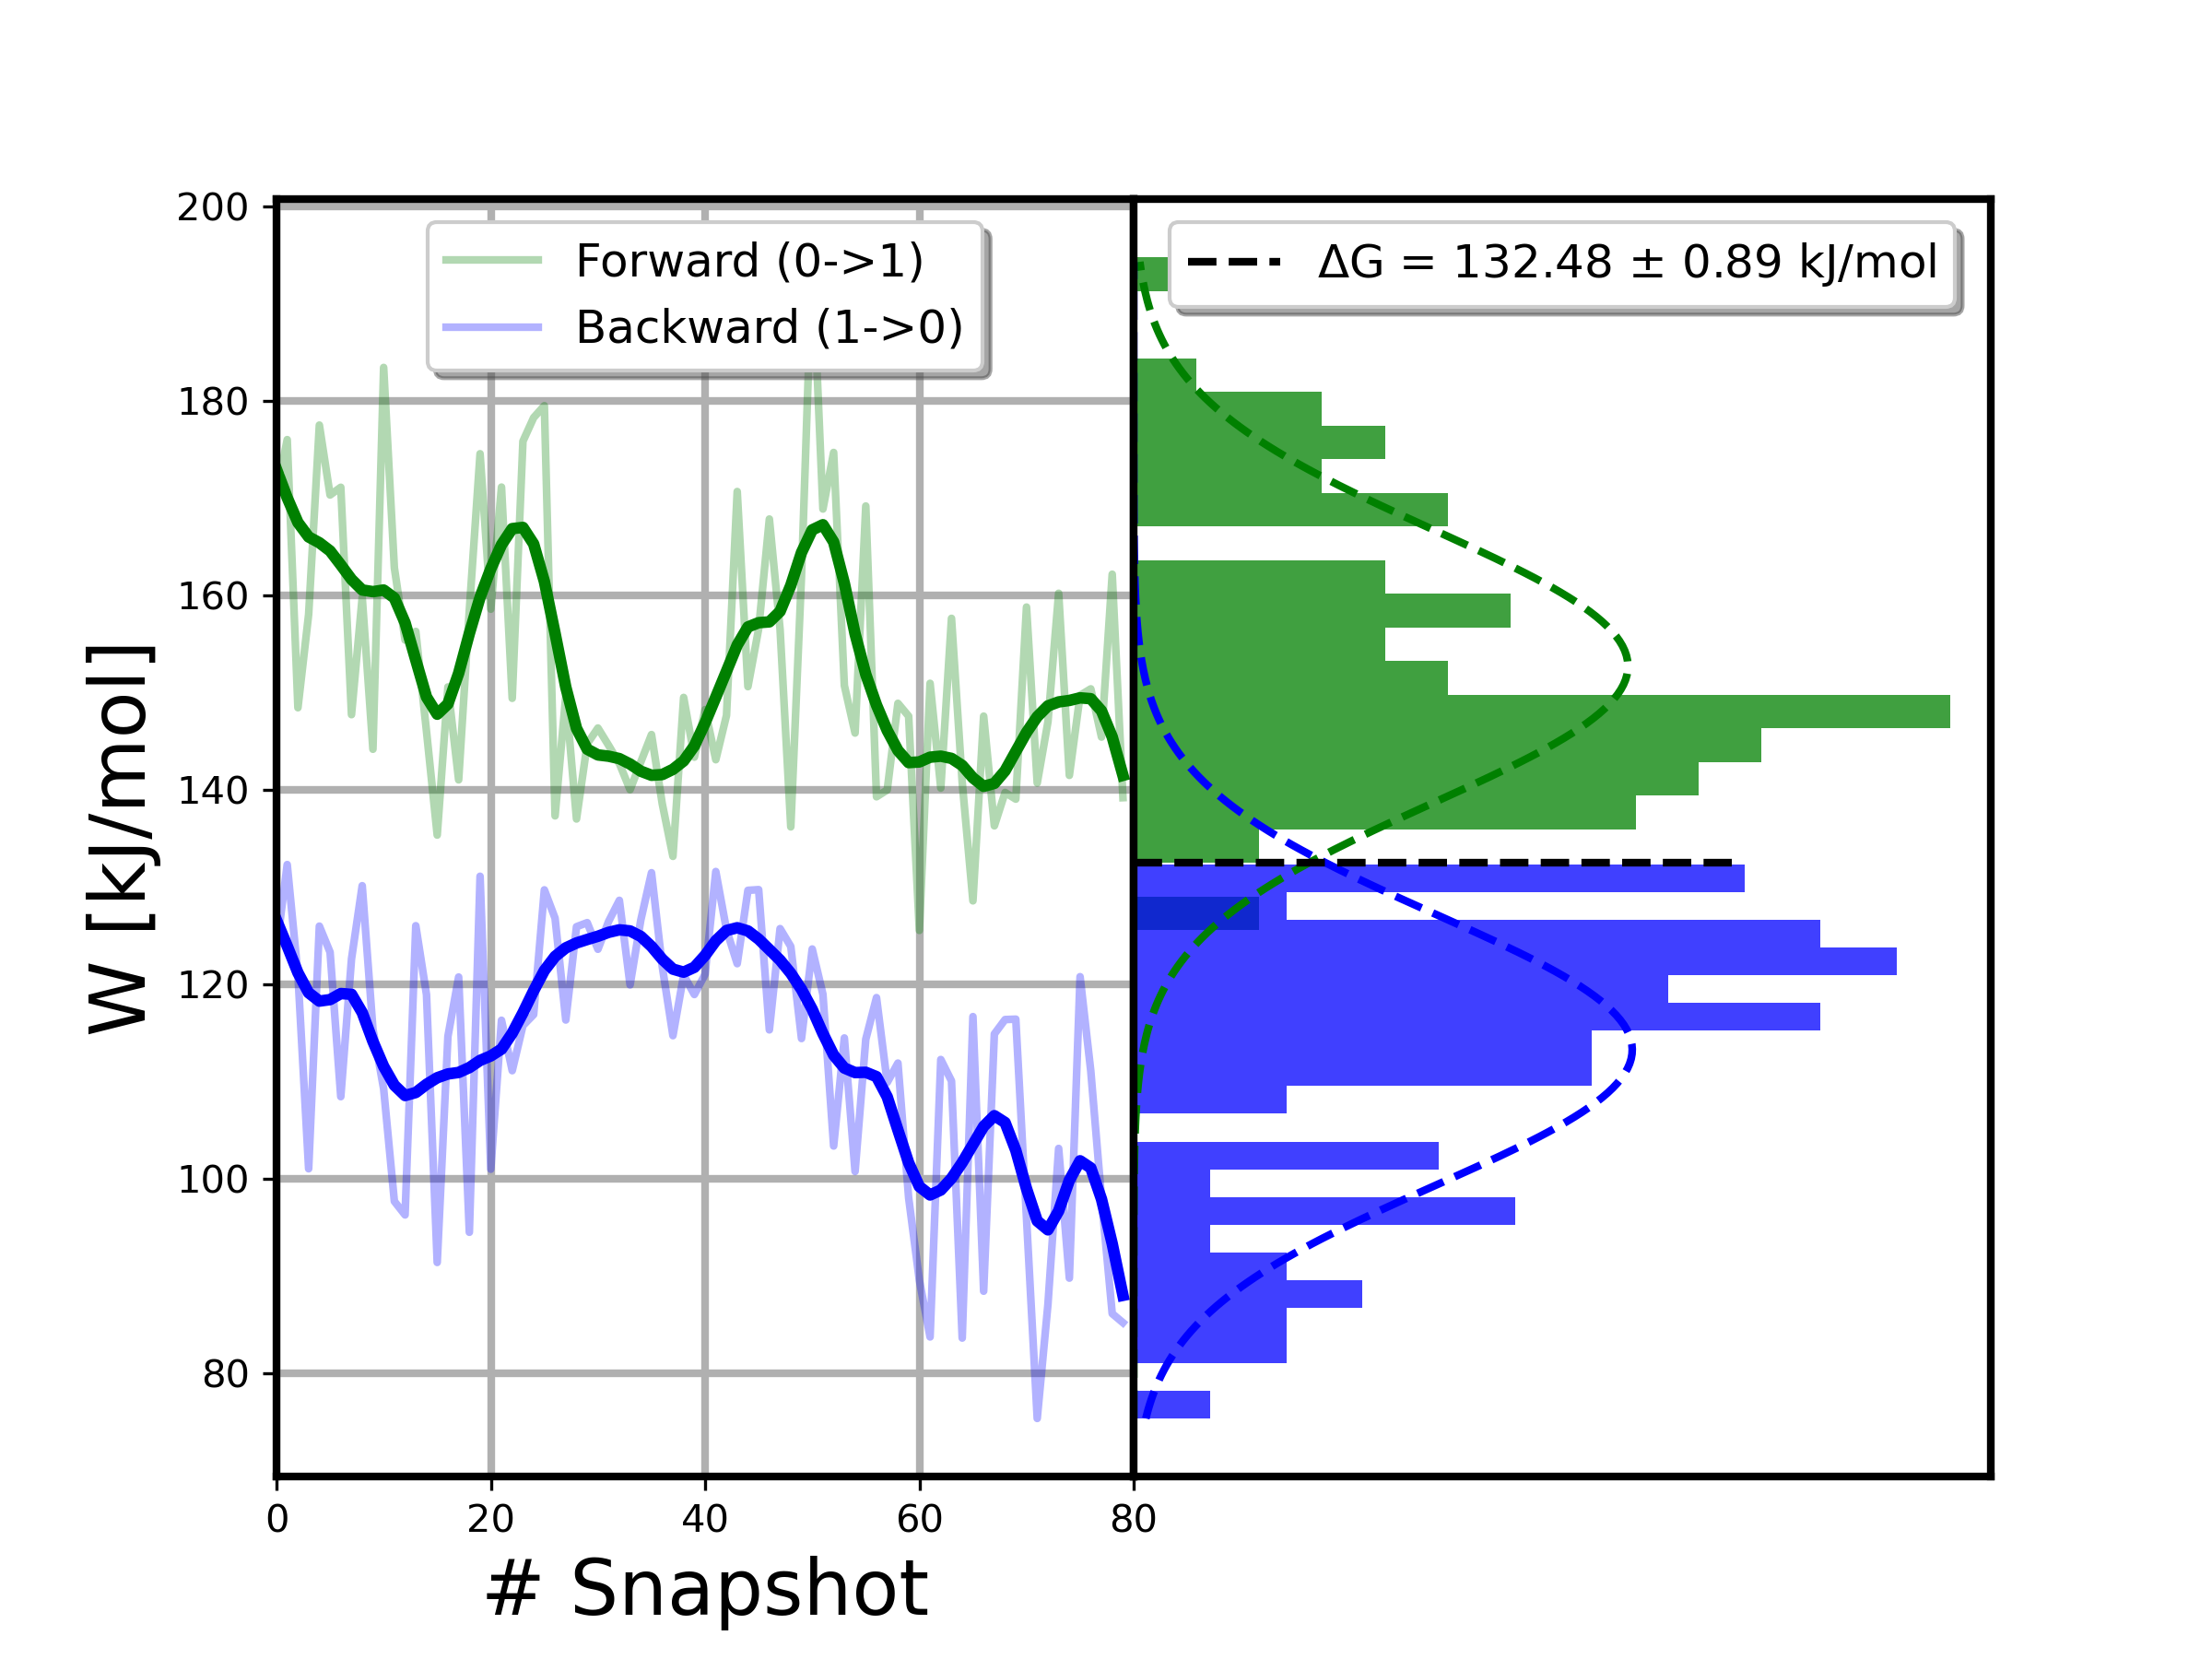 Forward (0->1)
Backward (1->0)
ΔG = 132.48 ± 0.89 kJ/mol
200
180
160
140
120
100
80
W [kJ/mol]
0 20 40 60 80
# Snapshot